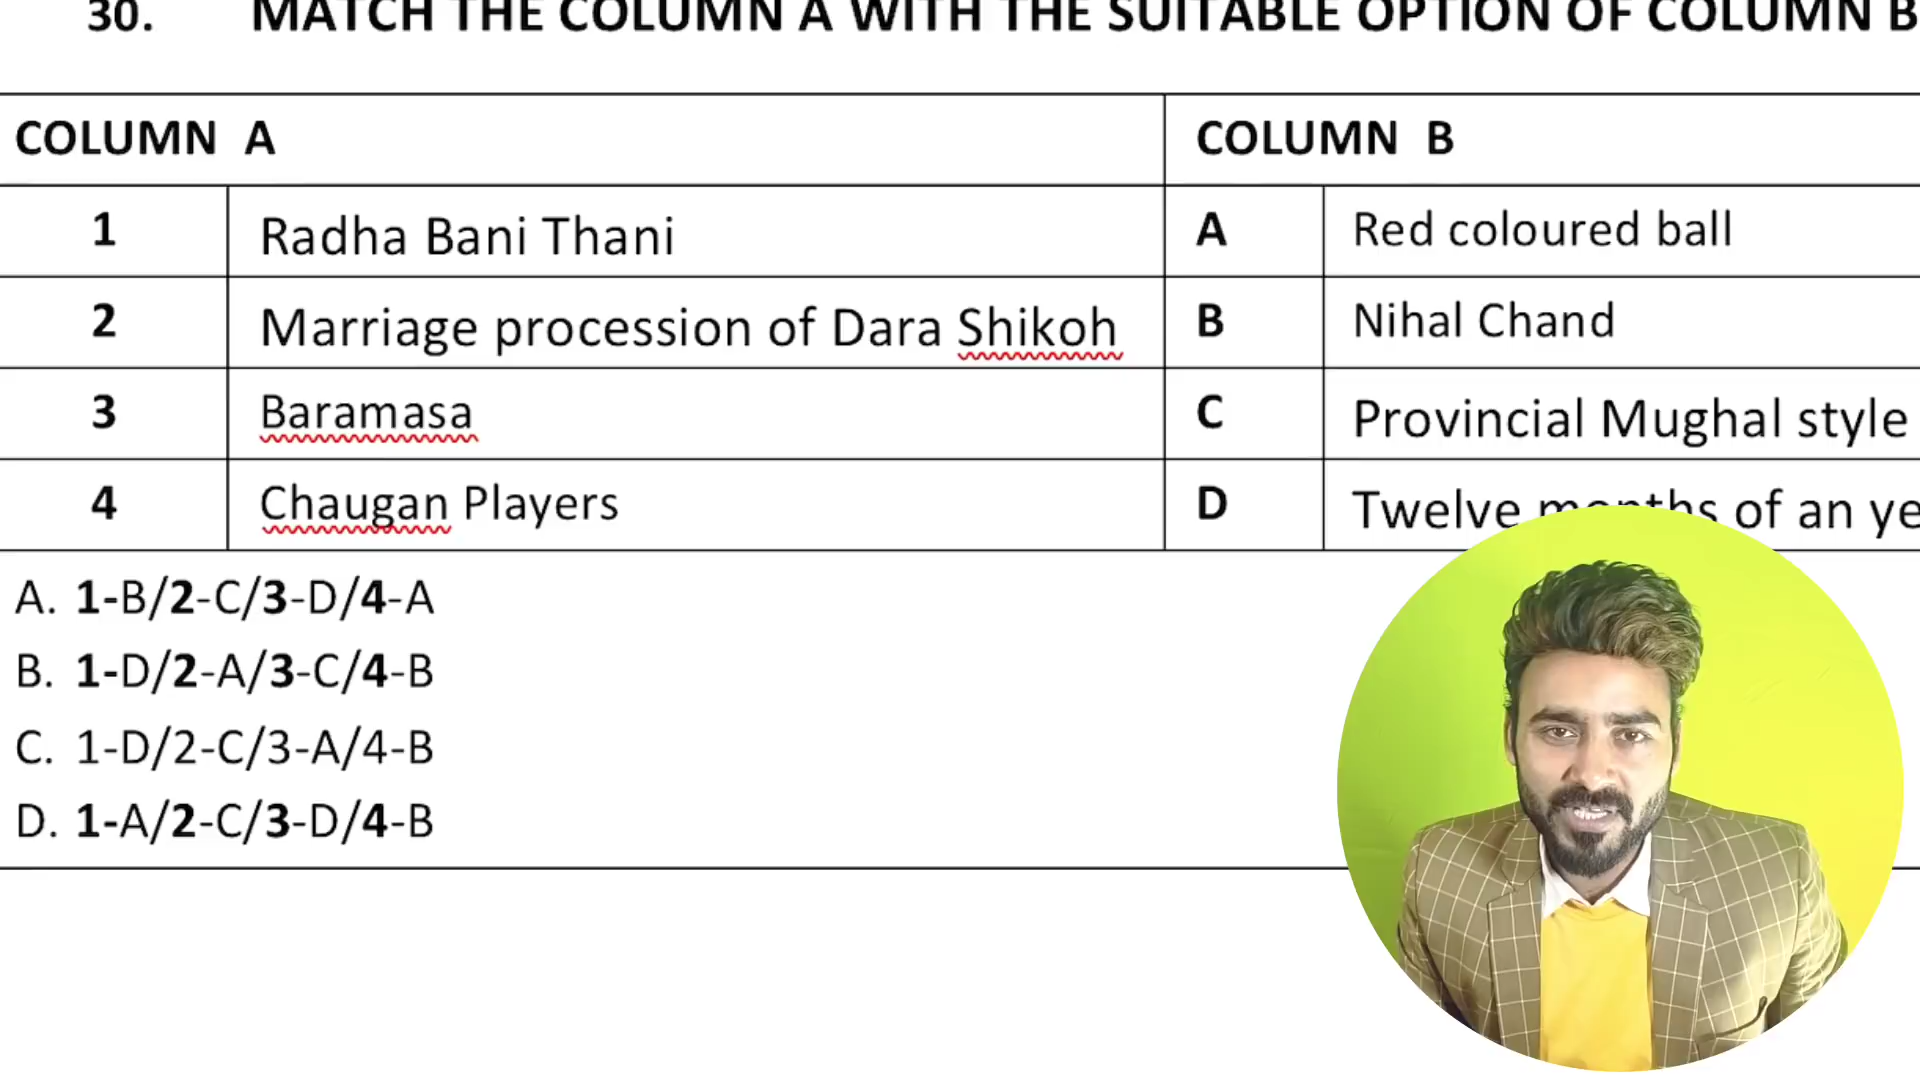 30. MATCH THE COLUMN A WITH THE SUITABLE OPTION OF COLUMN B
COLUMN A COLUMN B
1 Radha Bani Thani A Red coloured ball
2 Marriage procession of Dara Shikoh B Nihal Chand
3 Baramasa C Provincial Mughal style
4 Chaugan Players D Twelve months of an ye
A. 1-B/2-C/3-D/4-A
B. 1-D/2-A/3-C/4-B
C. 1-D/2-C/3-A/4-B
D. 1-A/2-C/3-D/4-B